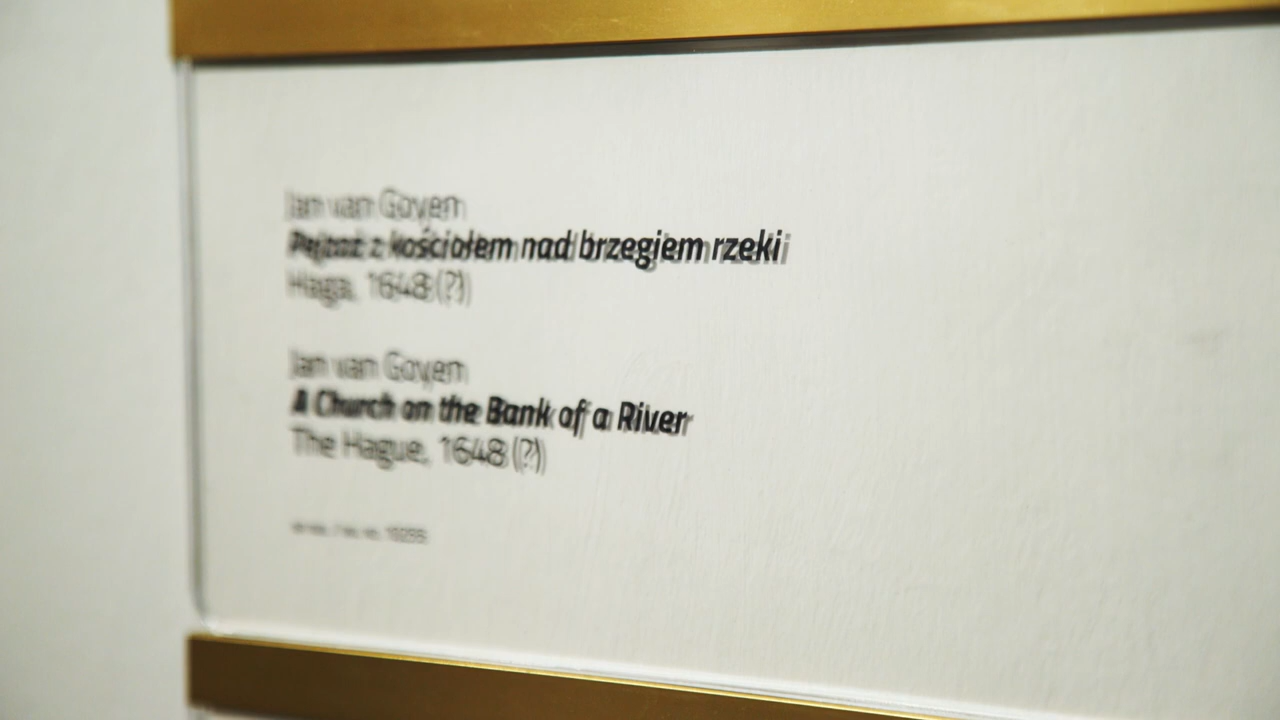 Jan van Goyen
Pejzaż z kościołem nad brzegiem rzeki
Haga, 1648 (?)
Jan van Goyen
A Church on the Bank of a River
The Hague, 1648 (?)